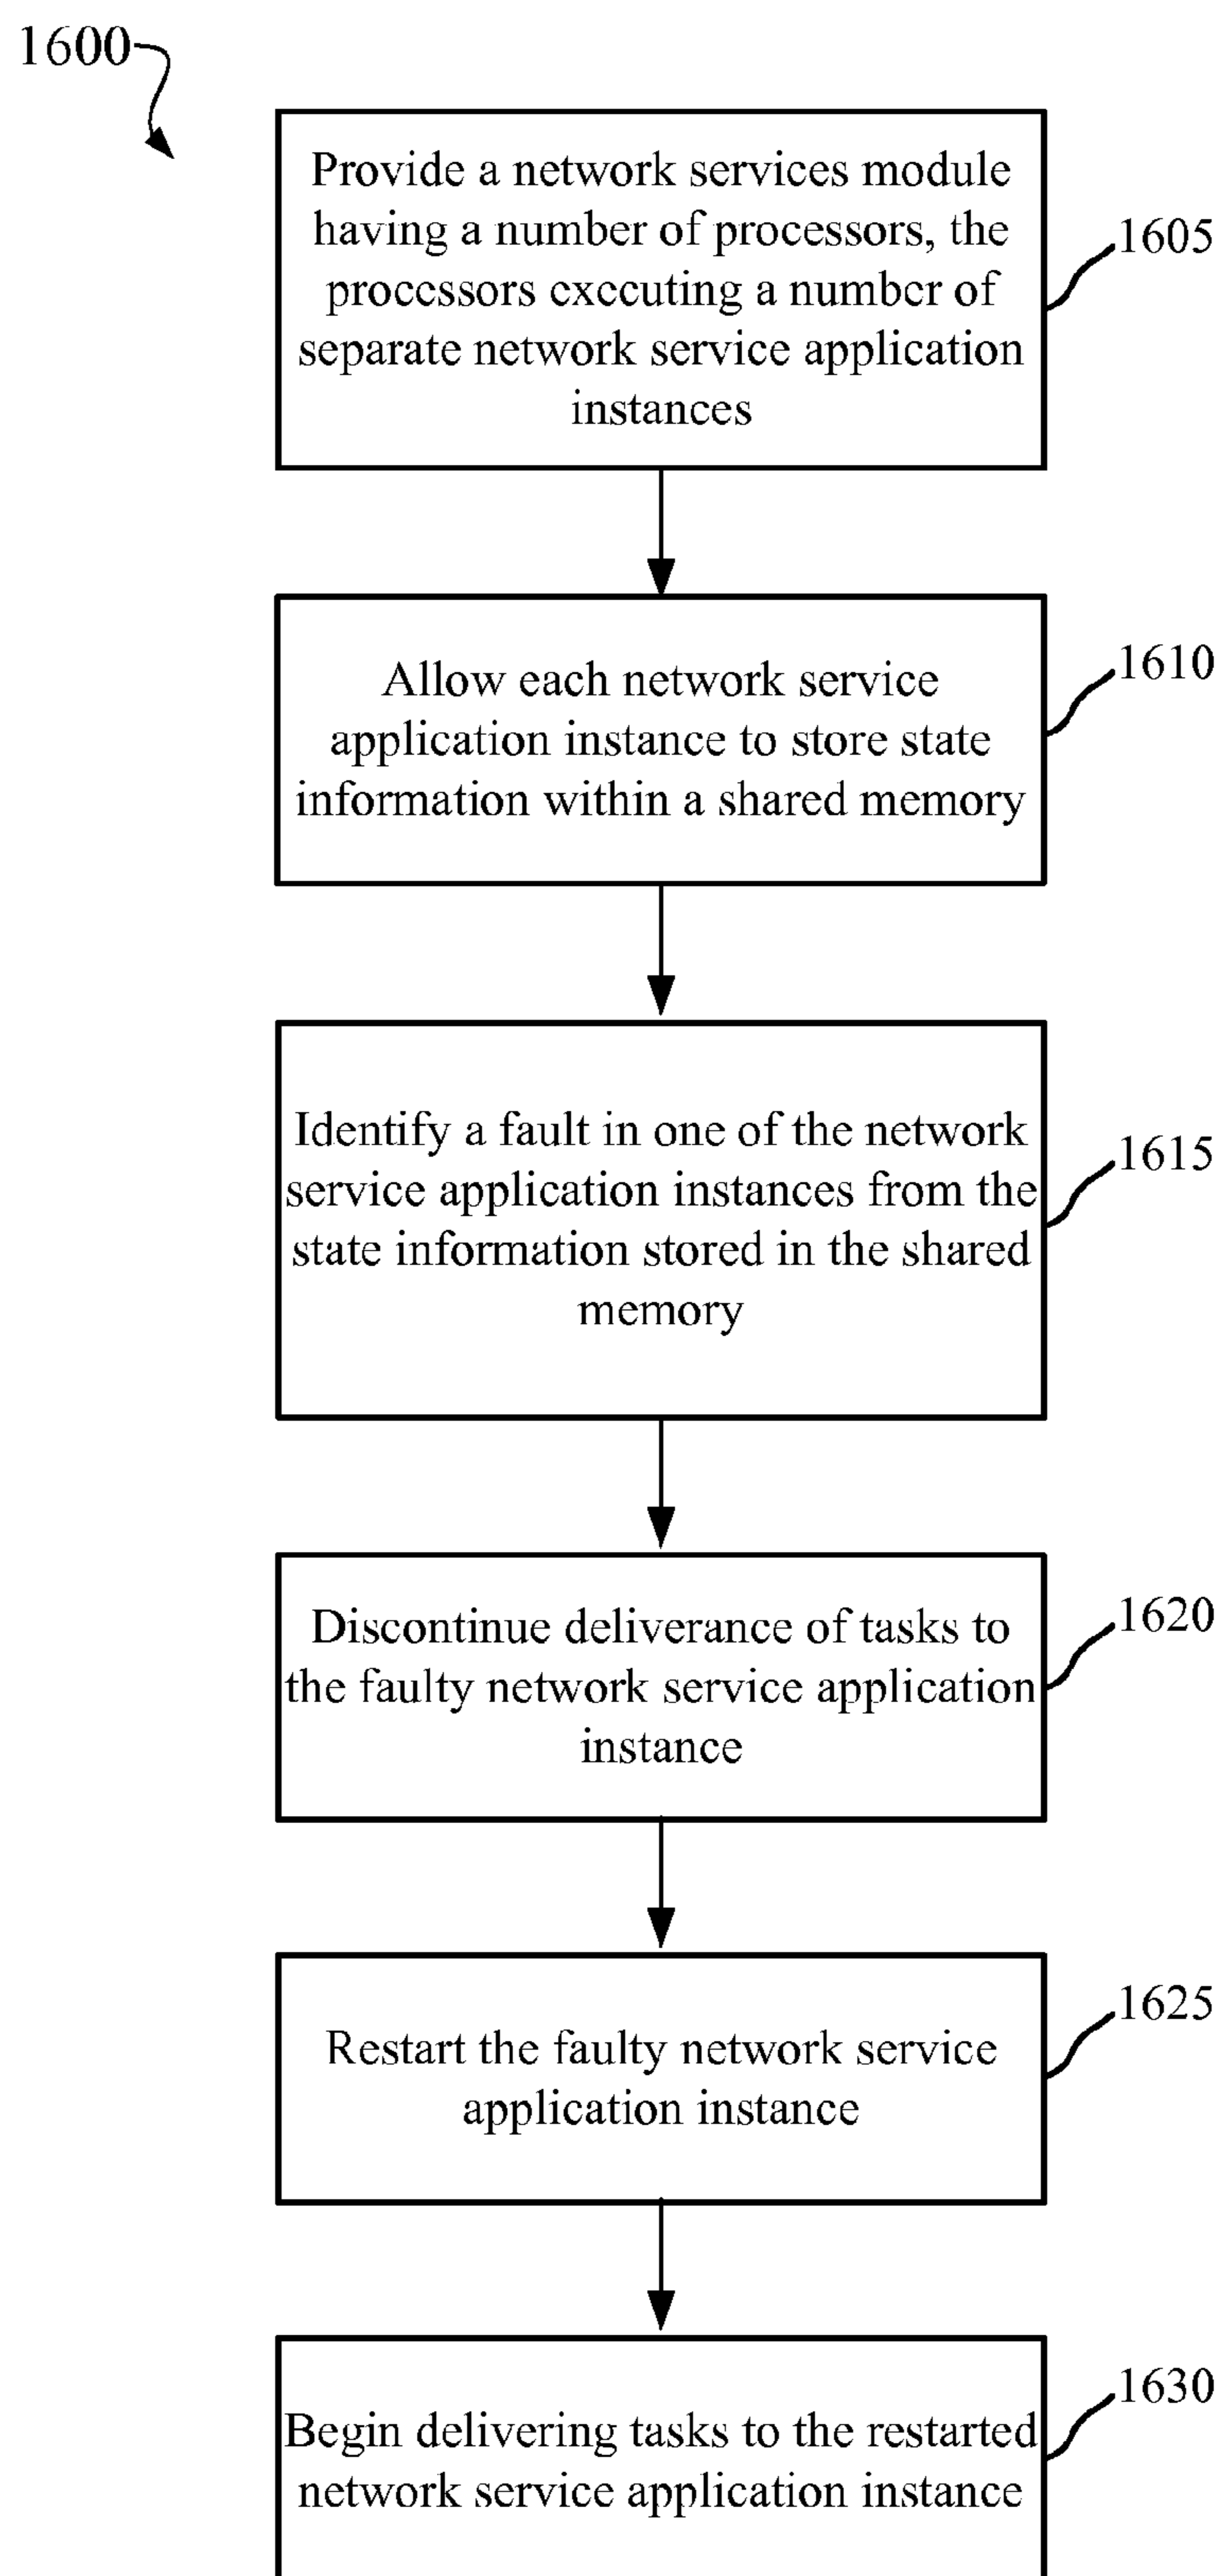 1600
Provide a network services module
having a number of processors, the
processors executing a number of
separate network service application
instances
1605
Allow each network service
application instance to store state
information within a shared memory
1610
Identify a fault in one of the network
service application instances from the
state information stored in the shared
memory
1615
Discontinue deliverance of tasks to
the faulty network service application
instance
1620
Restart the faulty network service
application instance
1625
Begin delivering tasks to the restarted
network service application instance
1630